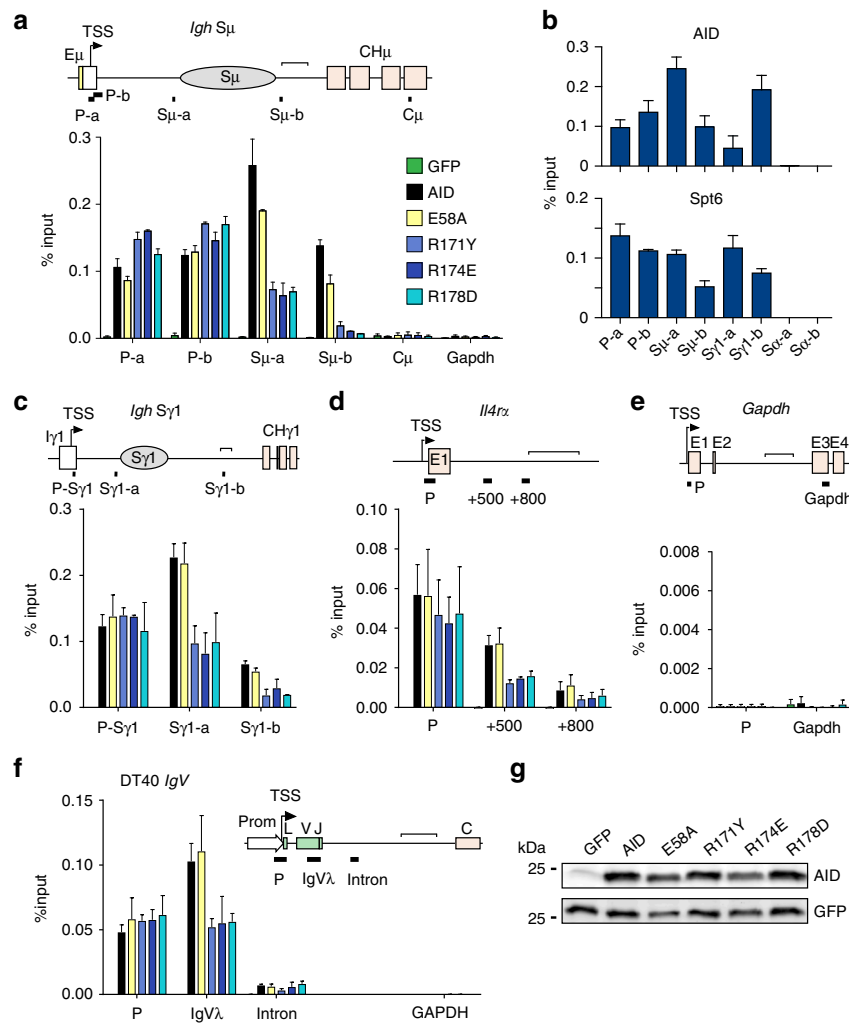 a
Igh Sμ
TSS
Eμ
Sμ
CHμ
P-b
P-a
Sμ-a
Sμ-b
Cμ
% input
0.3
0.2
0.1
0.0
GFP
AID
E58A
R171Y
R174E
R178D
P-a P-b Sμ-a Sμ-b Cμ Gapdh
b
AID
% input
0.3
0.2
0.1
0
Spt6
0.2
0.1
0
P-a P-b Sμ-a Sμ-b Sγ1-a Sγ1-b Sα-a Sα-b
c
Igh Sγ1
TSS
Iγ1
Sγ1
CHγ1
P-Sγ1 Sγ1-a Sγ1-b
% input
0.3
0.2
0.1
0.0
P-Sγ1 Sγ1-a Sγ1-b
d
Il4rα
TSS
E1
P +500 +800
% input
0.10
0.08
0.06
0.04
0.02
0.00
P +500 +800
e
Gapdh
TSS
E1 E2 E3 E4
P Gapdh
% input
0.008
0.006
0.004
0.002
0.000
P Gapdh
f
DT40 IgV
TSS
Prom L V J C
P IgVλ Intron
%input
0.15
0.10
0.05
0.00
P IgVλ Intron GAPDH
g
GFP AID E58A R171Y R174E R178D
kDa
25
AID
25
GFP